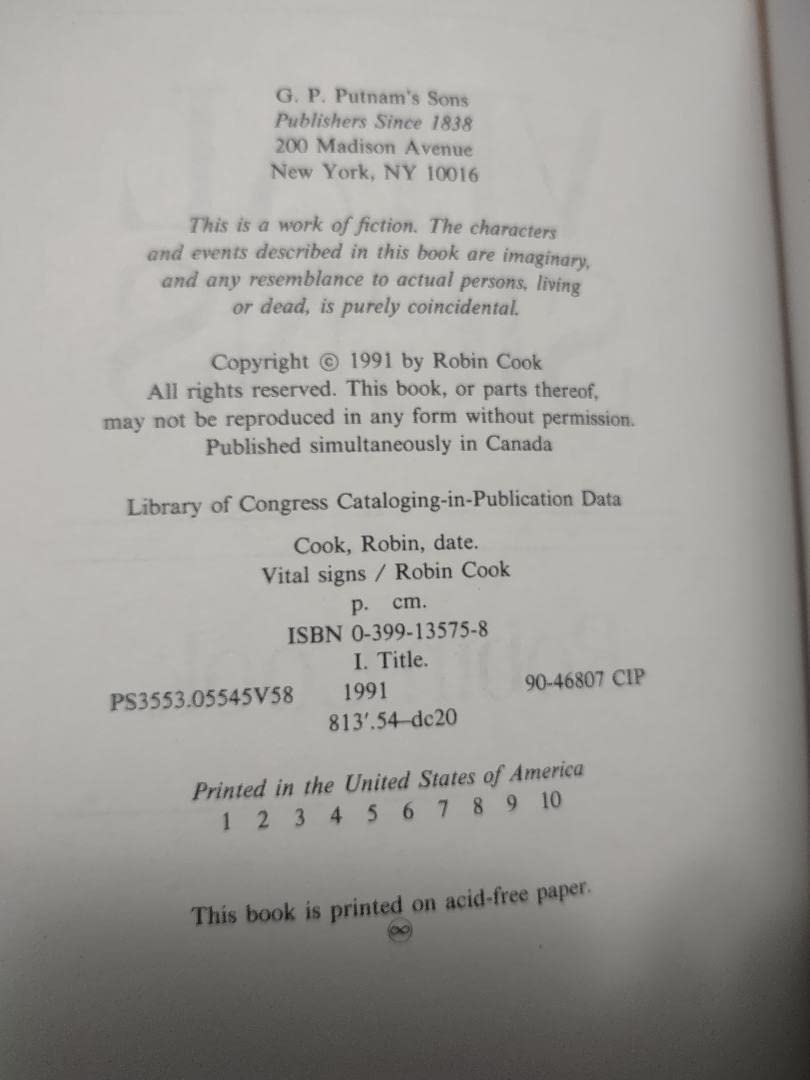 G. P. Putnam's Sons
Publishers Since 1838
200 Madison Avenue
New York, NY 10016
This is a work of fiction. The characters
and events described in this book are imaginary,
and any resemblance to actual persons, living
or dead, is purely coincidental.
Copyright © 1991 by Robin Cook
All rights reserved. This book, or parts thereof,
may not be reproduced in any form without permission.
Published simultaneously in Canada
Library of Congress Cataloging-in-Publication Data
Cook, Robin, date.
Vital signs / Robin Cook
p. cm.
ISBN 0-399-13575-8
I. Title.
PS3553.05545V58 1991 90-46807 CIP
813'.54–dc20
Printed in the United States of America
1 2 3 4 5 6 7 8 9 10
This book is printed on acid-free paper.
♾